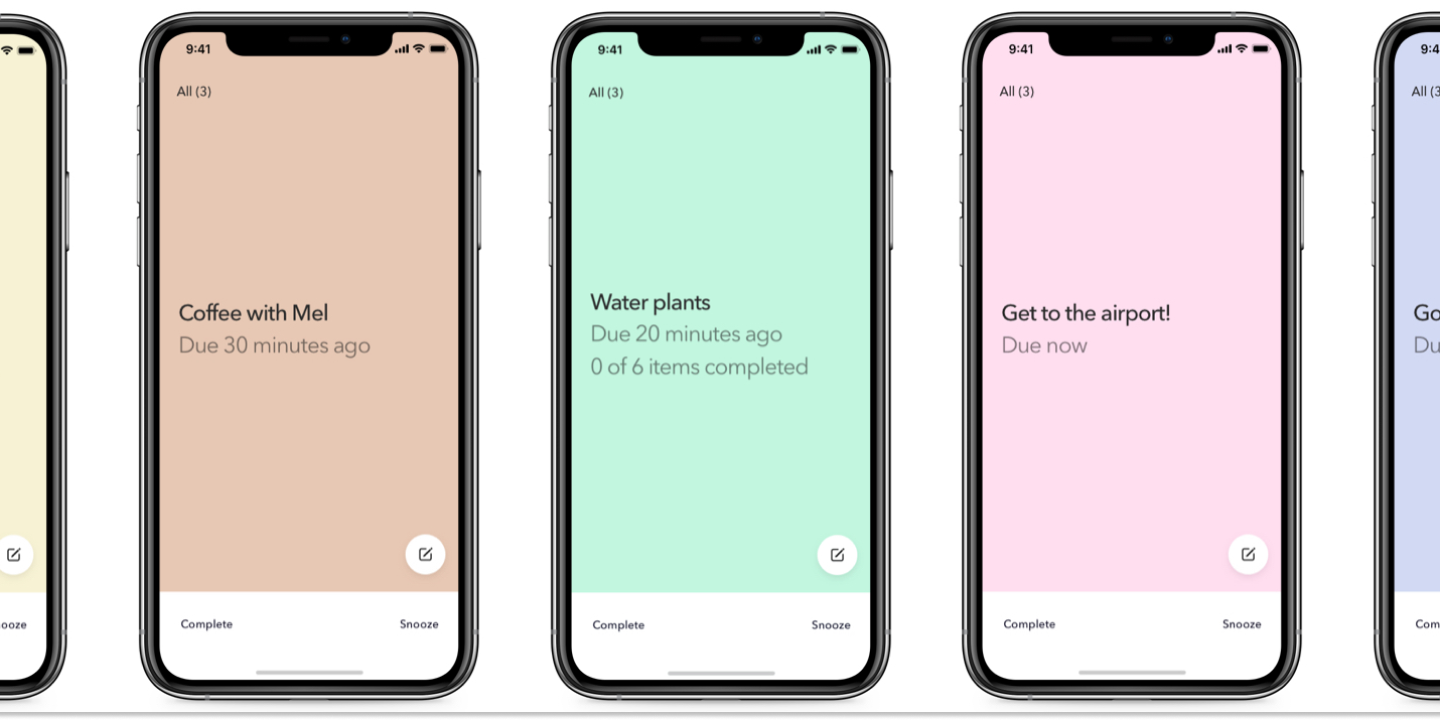 ooze
9:41
All (3)
Coffee with Mel
Due 30 minutes ago
Complete
Snooze
9:41
All (3)
Water plants
Due 20 minutes ago
0 of 6 items completed
Complete
Snooze
9:41
All (3)
Get to the airport!
Due now
Complete
Snooze
9:4
All (3
Go
Du
Com